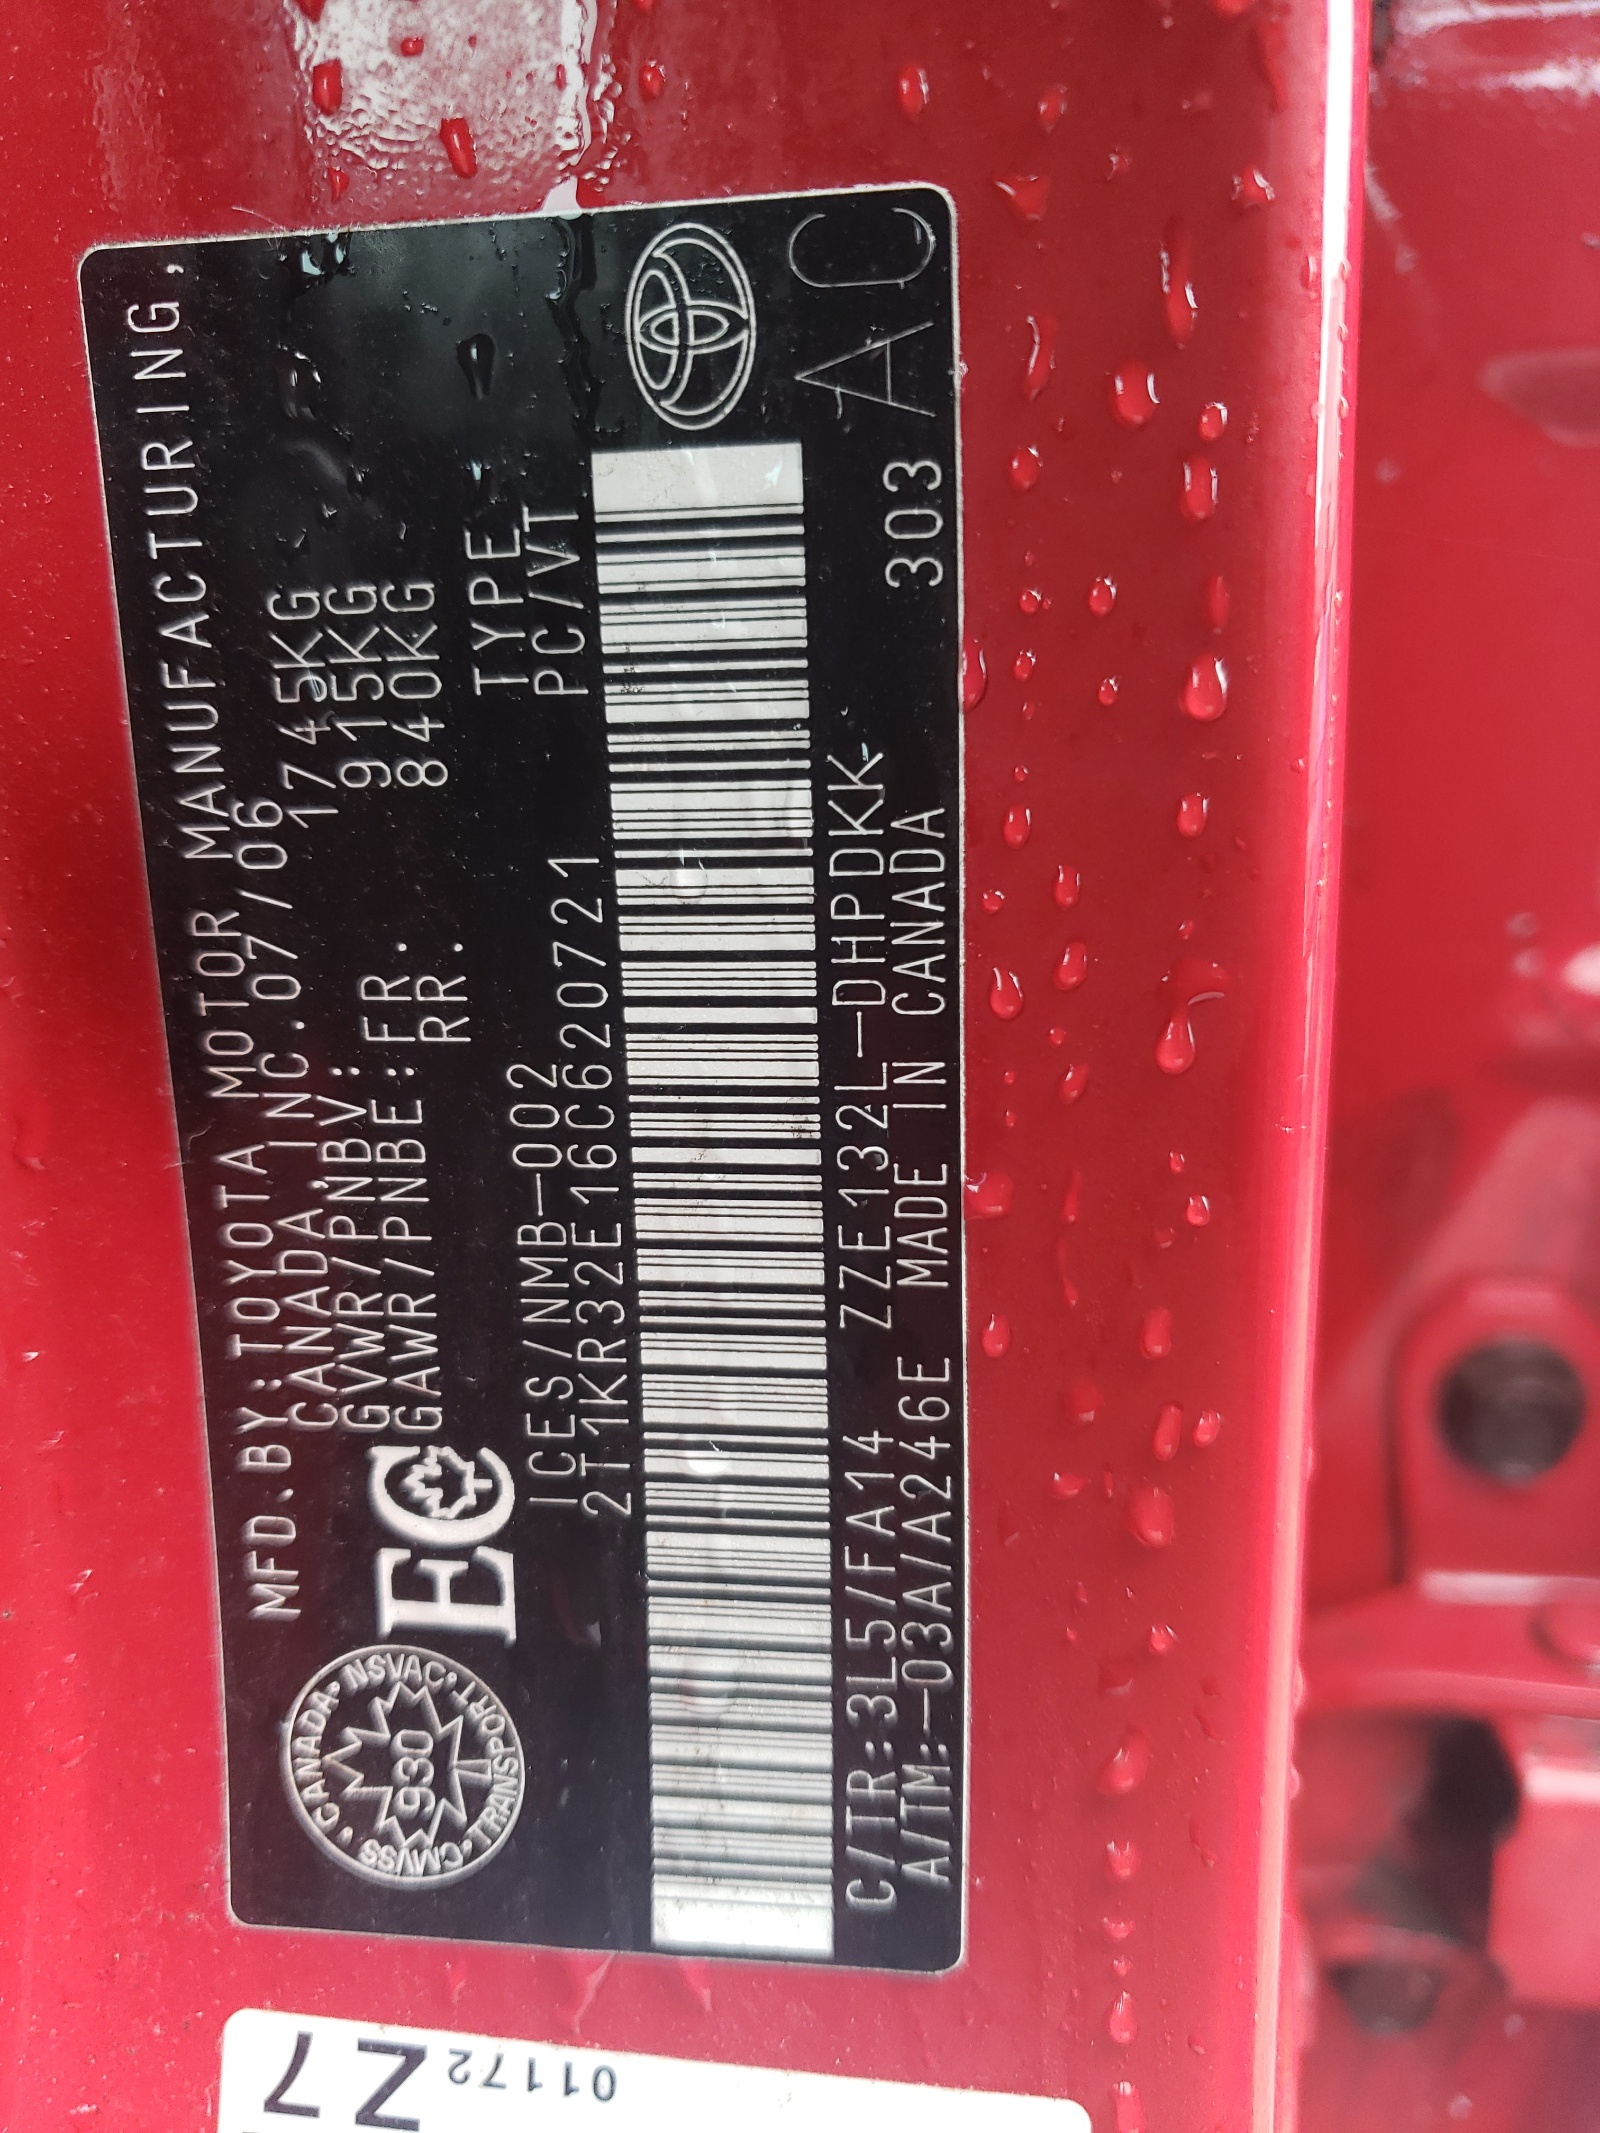 MFD.BY:TOYOTA MOTOR MANUFACTURING,
CANADA,INC.07/06
GVWR/PNBV: 1745KG
GAWR/PNBE:FR. 915KG
RR. 840KG
CANADA • NSVAC • TRANSPORT • CMVSS
930
EC
ICES/NMB-002 TYPE
2T1KR32E16C620721 PC/VT
C/TR:3L5/FA14 ZZE132L-DHPDKK
A/TM:-03A/A246E MADE IN CANADA 303
AC
01172
Z7